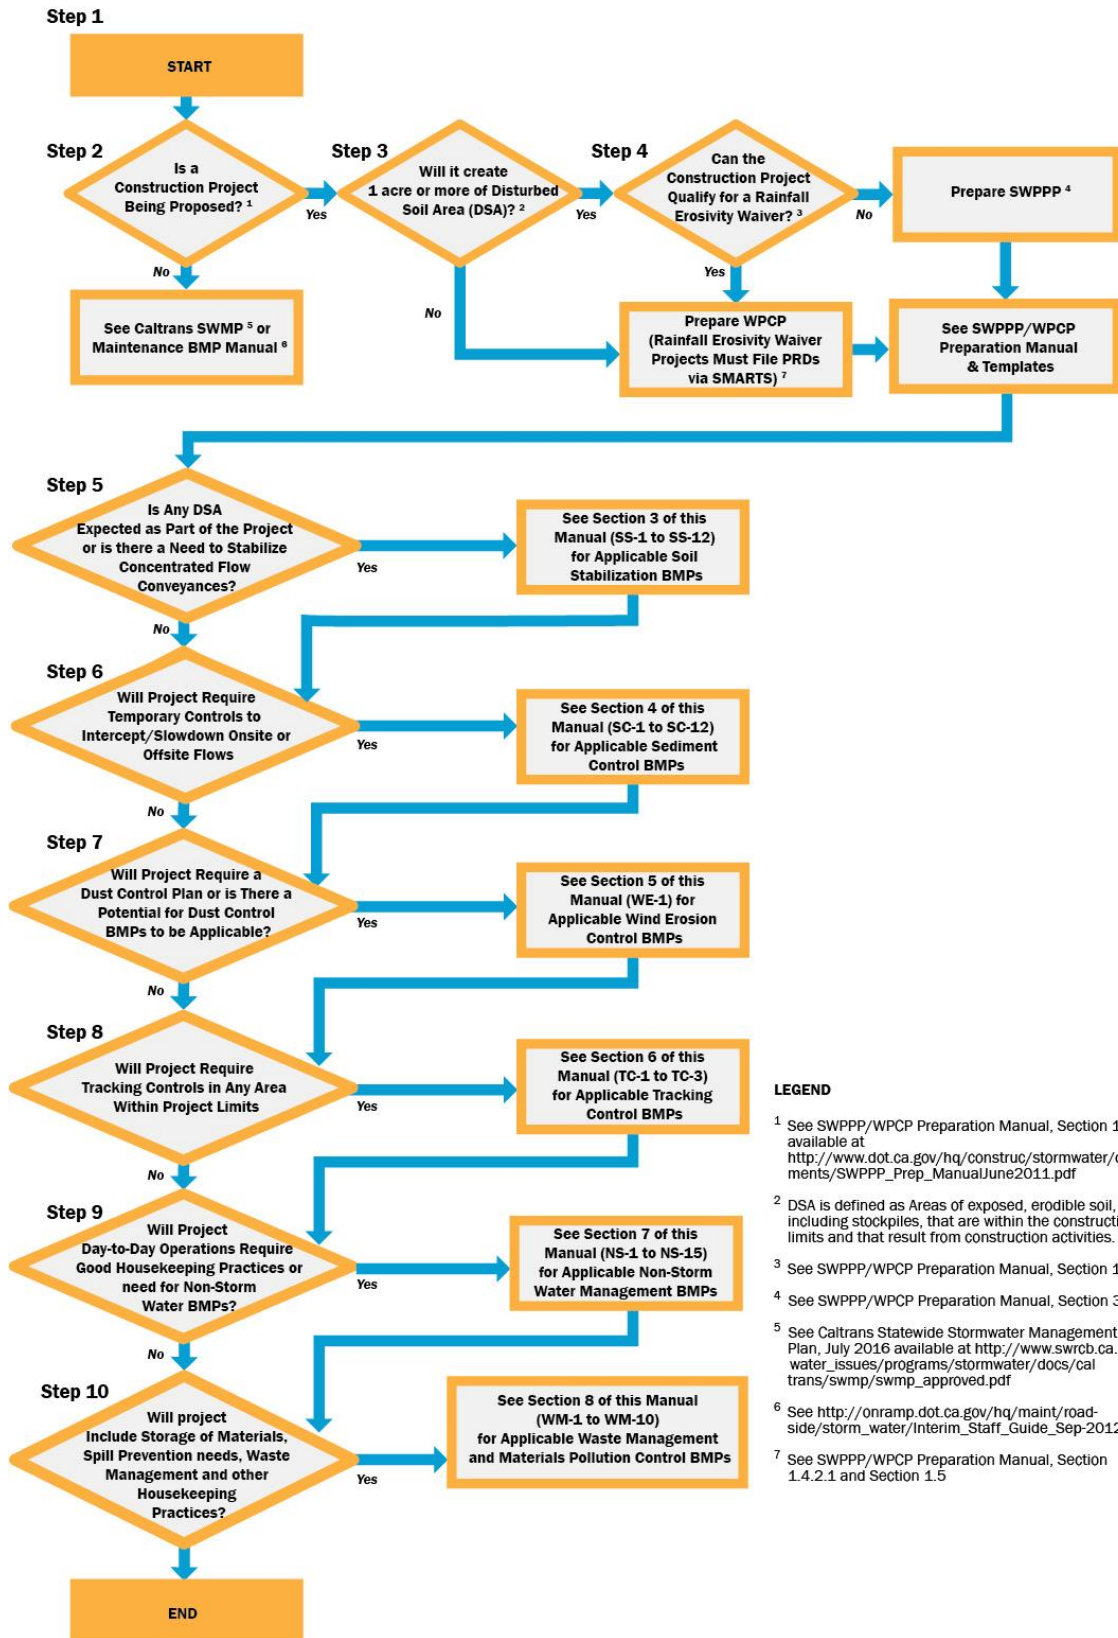 Step 1
START
Step 2
Is a
Construction Project
Being Proposed? 1
Yes
No
Step 3
Will it create
1 acre or more of Disturbed
Soil Area (DSA)? 2
Yes
No
Step 4
Can the
Construction Project
Qualify for a Rainfall
Erosivity Waiver? 3
No
Yes
Prepare SWPPP 4
See Caltrans SWMP 5 or
Maintenance BMP Manual 6
Prepare WPCP
(Rainfall Erosivity Waiver
Projects Must File PRDs
via SMARTS) 7
See SWPPP/WPCP
Preparation Manual
& Templates
Step 5
Is Any DSA
Expected as Part of the Project
or is there a Need to Stabilize
Concentrated Flow
Conveyances?
Yes
No
See Section 3 of this
Manual (SS-1 to SS-12)
for Applicable Soil
Stabilization BMPs
Step 6
Will Project Require
Temporary Controls to
Intercept/Slowdown Onsite or
Offsite Flows
Yes
No
See Section 4 of this
Manual (SC-1 to SC-12)
for Applicable Sediment
Control BMPs
Step 7
Will Project Require a
Dust Control Plan or is There a
Potential for Dust Control
BMPs to be Applicable?
Yes
No
See Section 5 of this
Manual (WE-1) for
Applicable Wind Erosion
Control BMPs
Step 8
Will Project Require
Tracking Controls in Any Area
Within Project Limits
Yes
No
See Section 6 of this
Manual (TC-1 to TC-3)
for Applicable Tracking
Control BMPs
Step 9
Will Project
Day-to-Day Operations Require
Good Housekeeping Practices or
need for Non-Storm
Water BMPs?
Yes
No
See Section 7 of this
Manual (NS-1 to NS-15)
for Applicable Non-Storm
Water Management BMPs
Step 10
Will project
Include Storage of Materials,
Spill Prevention needs, Waste
Management and other
Housekeeping
Practices?
Yes
See Section 8 of this Manual
(WM-1 to WM-10)
for Applicable Waste Management
and Materials Pollution Control BMPs
END
LEGEND
1 See SWPPP/WPCP Preparation Manual, Section 1
available at
http://www.dot.ca.gov/hq/construc/stormwater/
ments/SWPPP_Prep_ManualJune2011.pdf
2 DSA is defined as Areas of exposed, erodible soil,
including stockpiles, that are within the constructi
limits and that result from construction activities.
3 See SWPPP/WPCP Preparation Manual, Section 1
4 See SWPPP/WPCP Preparation Manual, Section 3
5 See Caltrans Statewide Stormwater Management
Plan, July 2016 available at http://www.swrcb.ca.
water_issues/programs/stormwater/docs/cal
trans/swmp/swmp_approved.pdf
6 See http://onramp.dot.ca.gov/hq/maint/road-
side/storm_water/Interim_Staff_Guide_Sep-2012
7 See SWPPP/WPCP Preparation Manual, Section
1.4.2.1 and Section 1.5